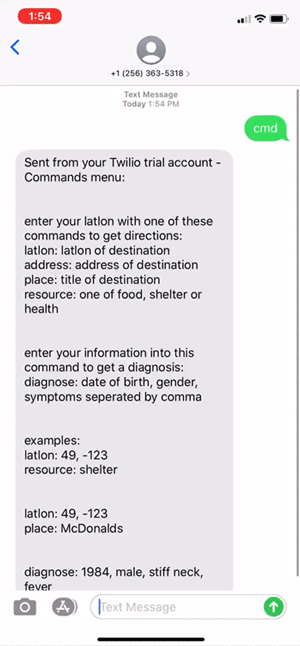 1:54
+1 (256) 363-5318 >
Text Message
Today 1:54 PM
cmd
Sent from your Twilio trial account -
Commands menu:
enter your latlon with one of these
commands to get directions:
latlon: latlon of destination
address: address of destination
place: title of destination
resource: one of food, shelter or
health
enter your information into this
command to get a diagnosis:
diagnose: date of birth, gender,
symptoms seperated by comma
examples:
latlon: 49, -123
resource: shelter
latlon: 49, -123
place: McDonalds
diagnose: 1984, male, stiff neck,
fever
Text Message